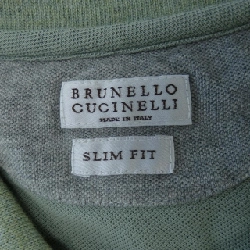 BRUNELLO
CUCINELLI
MADE IN ITALY
SLIM FIT